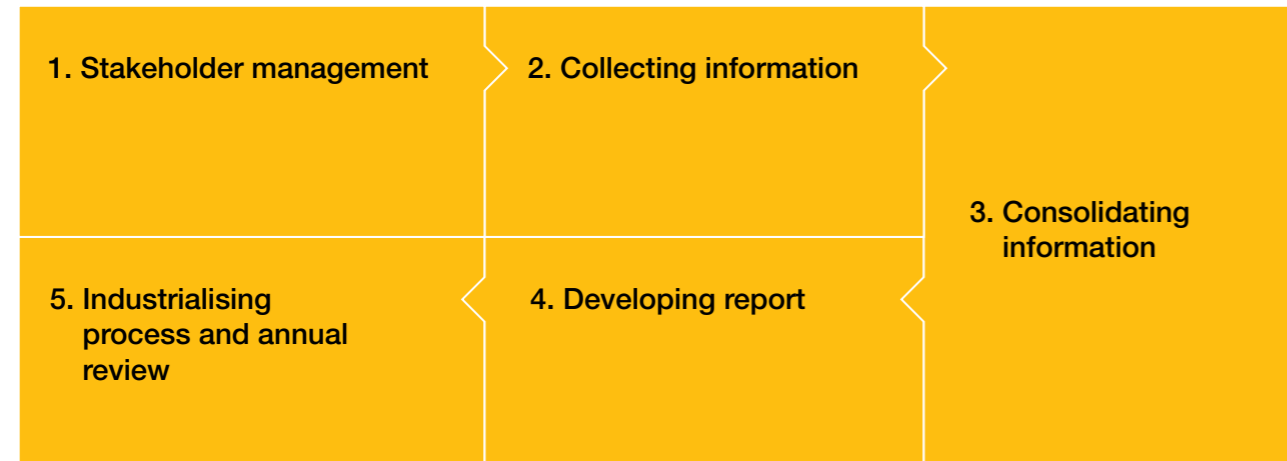 1. Stakeholder management
2. Collecting information
3. Consolidating
information
4. Developing report
5. Industrialising
process and annual
review